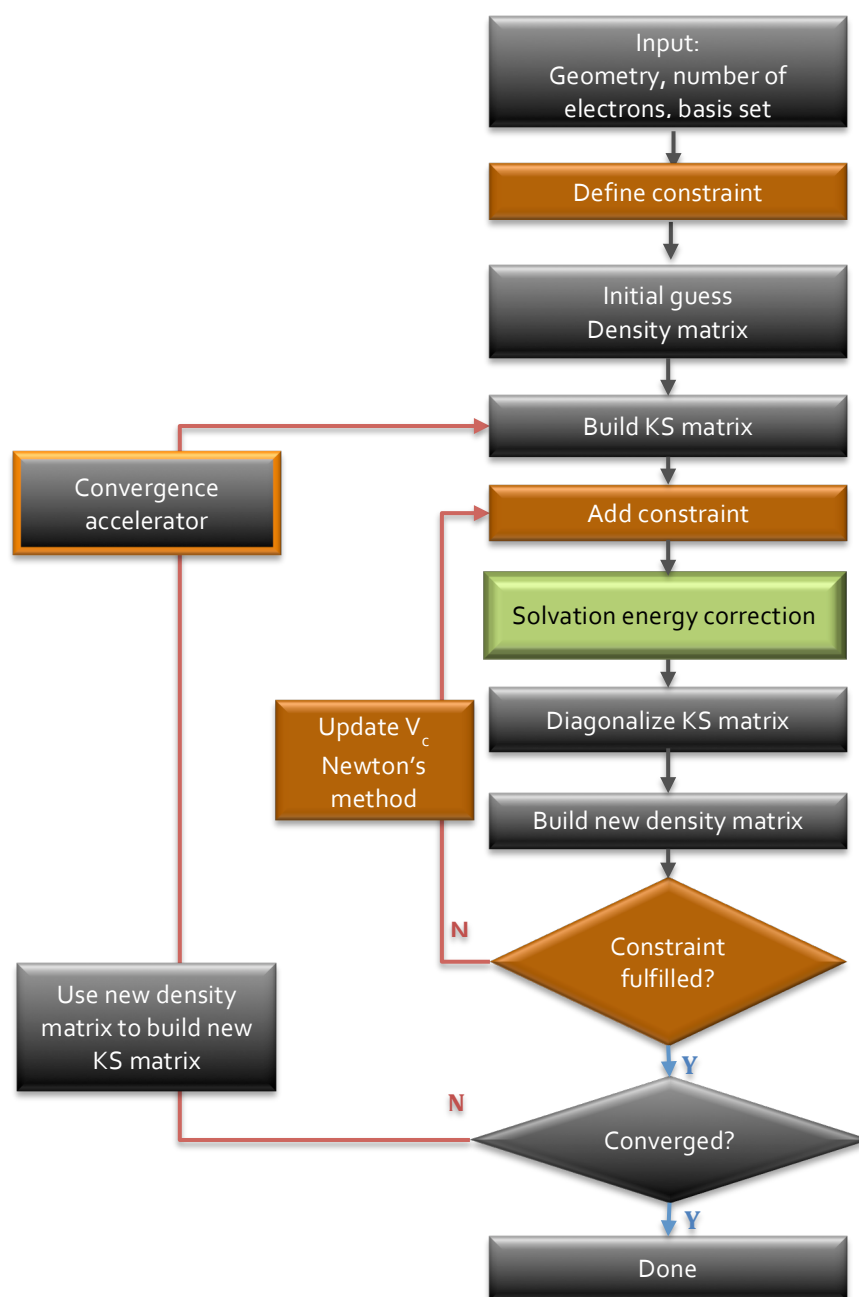 Input:
Geometry, number of
electrons, basis set
Define constraint
Initial guess
Density matrix
Build KS matrix
Convergence
accelerator
Add constraint
Solvation energy correction
Update Vc
Newton's
method
Diagonalize KS matrix
Build new density matrix
N
Constraint
fulfilled?
Use new density
matrix to build new
KS matrix
Y
N
Converged?
Y
Done